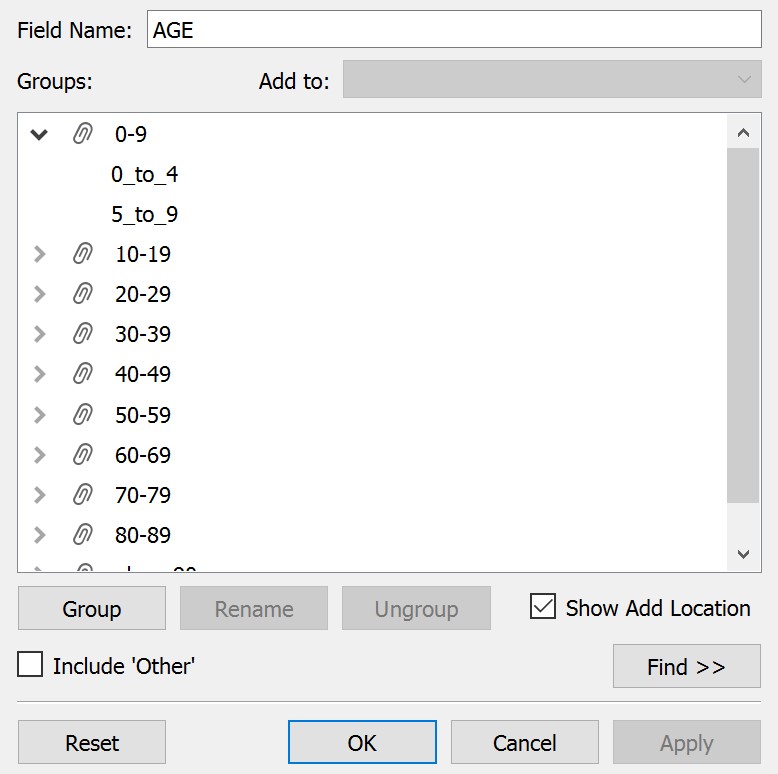 Field Name: AGE
Groups: Add to:
0-9
0_to_4
5_to_9
10-19
20-29
30-39
40-49
50-59
60-69
70-79
80-89
Group Rename Ungroup Show Add Location
Include 'Other' Find >>
Reset OK Cancel Apply